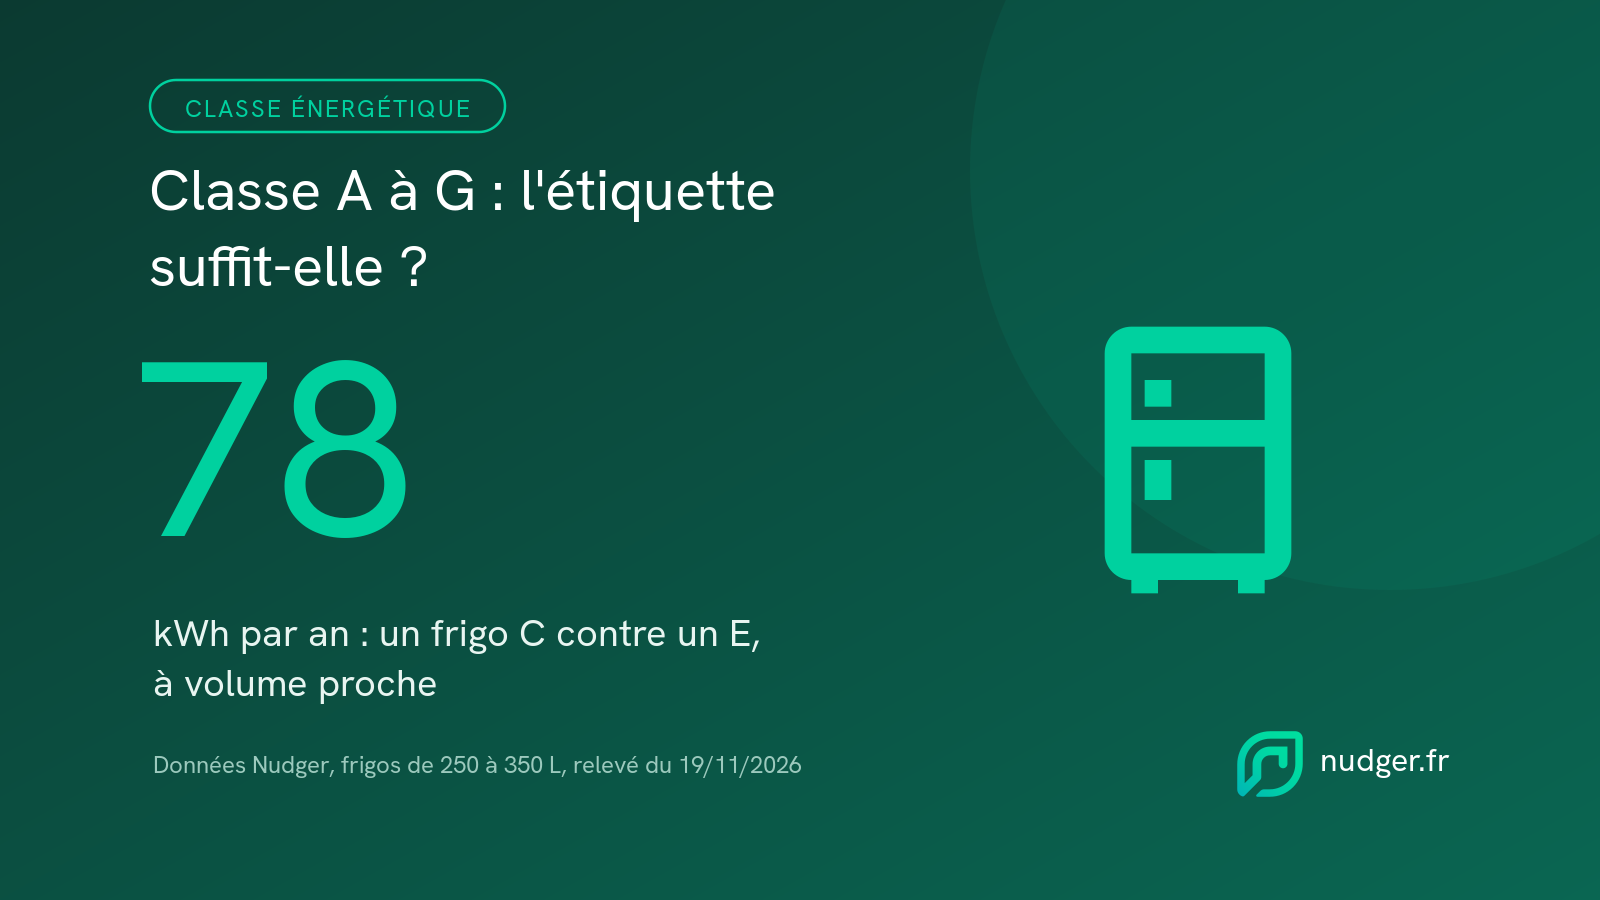 CLASSE ÉNERGÉTIQUE
Classe A à G : l'étiquette
suffit-elle ?
78
kWh par an : un frigo C contre un E,
à volume proche
Données Nudger, frigos de 250 à 350 L, relevé du 19/11/2026
nudger.fr